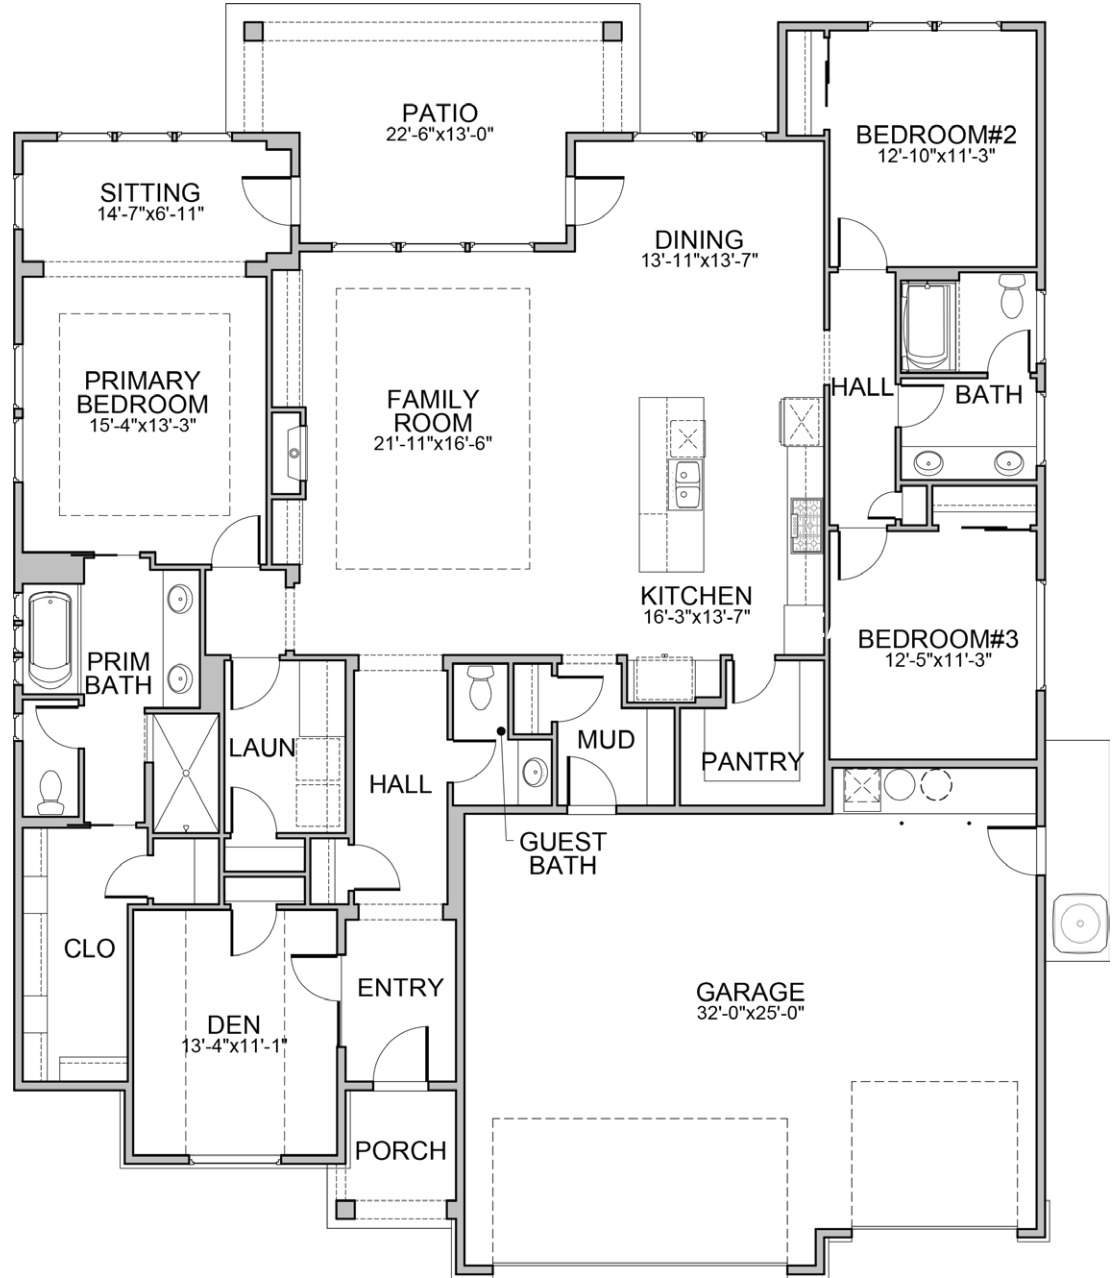 PATIO
22'-6"x13'-0"
BEDROOM#2
12'-10"x11'-3"
SITTING
14'-7"x6'-11"
DINING
13'-11"x13'-7"
PRIMARY
BEDROOM
15'-4"x13'-3"
FAMILY
ROOM
21'-11"x16'-6"
HALL
BATH
KITCHEN
16'-3"x13'-7"
BEDROOM#3
12'-5"x11'-3"
PRIM
BATH
LAUN
HALL
MUD
PANTRY
GUEST
BATH
CLO
ENTRY
DEN
13'-4"x11'-1"
GARAGE
32'-0"x25'-0"
PORCH